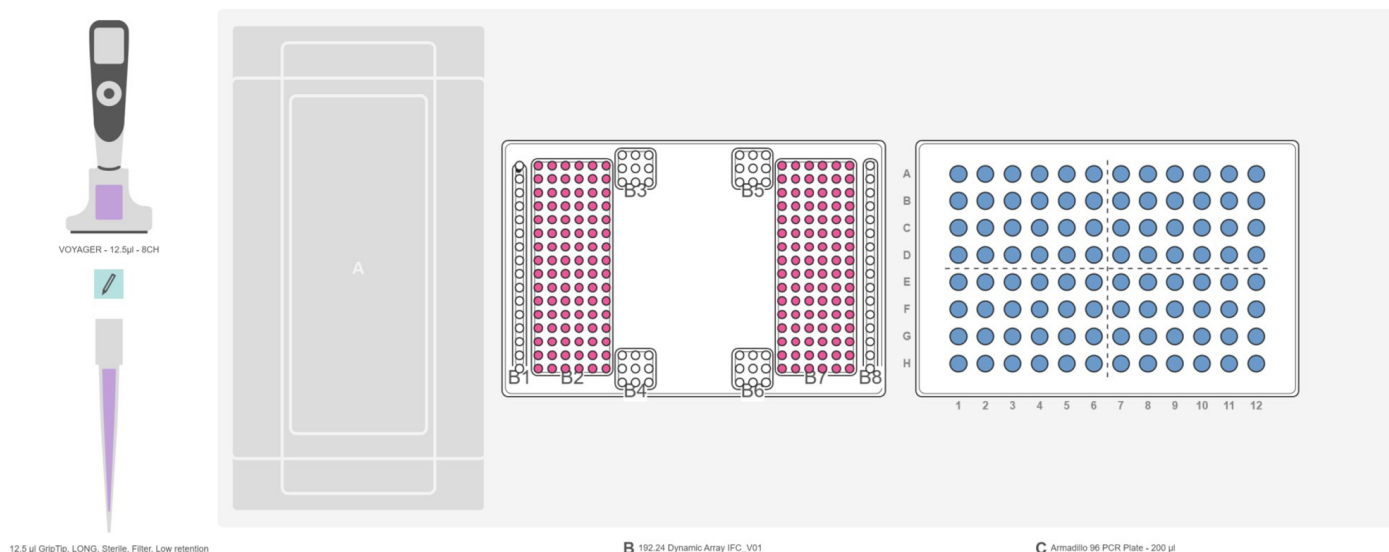 VOYAGER - 12.5µl - 8CH
12.5 µl GripTip, LONG, Sterile, Filter, Low retention
A
B1
B2
B3
B4
B5
B6
B7
B8
B 192.24 Dynamic Array IFC_V01
A
B
C
D
E
F
G
H
1 2 3 4 5 6 7 8 9 10 11 12
C Armadillo 96 PCR Plate - 200 µl